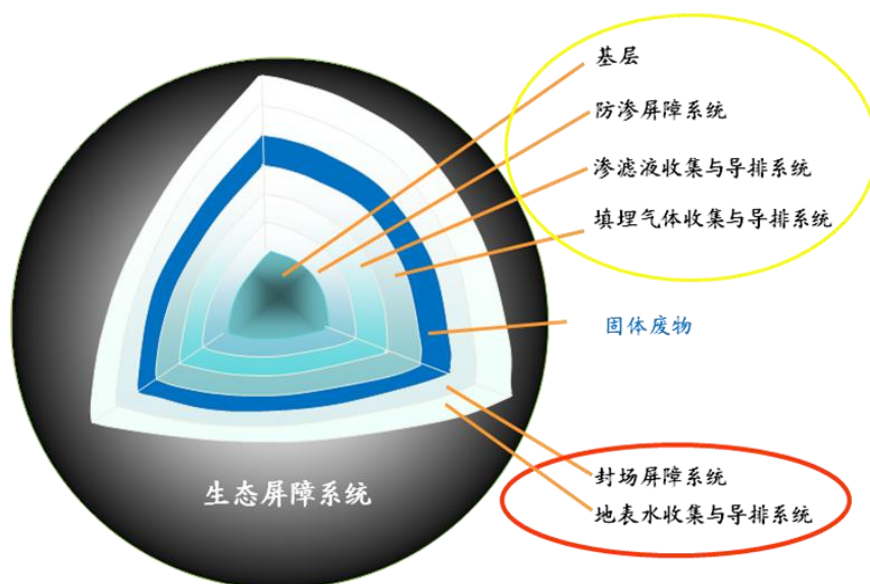 基层
防渗屏障系统
渗滤液收集与导排系统
填埋气体收集与导排系统
固体废物
封场屏障系统
地表水收集与导排系统
生态屏障系统